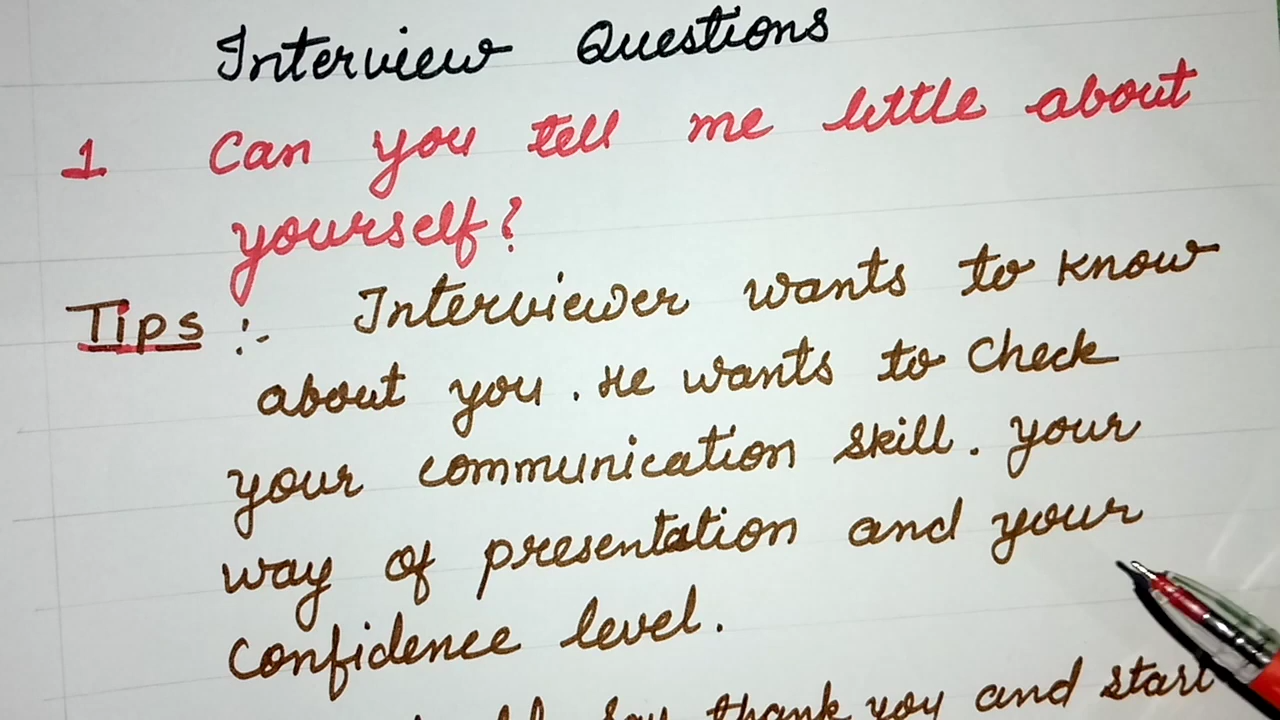 Interview Questions
1 Can you tell me little about
yourself?
Tips :- Interviewer wants to know
about you. He wants to check
your communication skill. your
way of presentation and your
confidence level.
say thank you and start